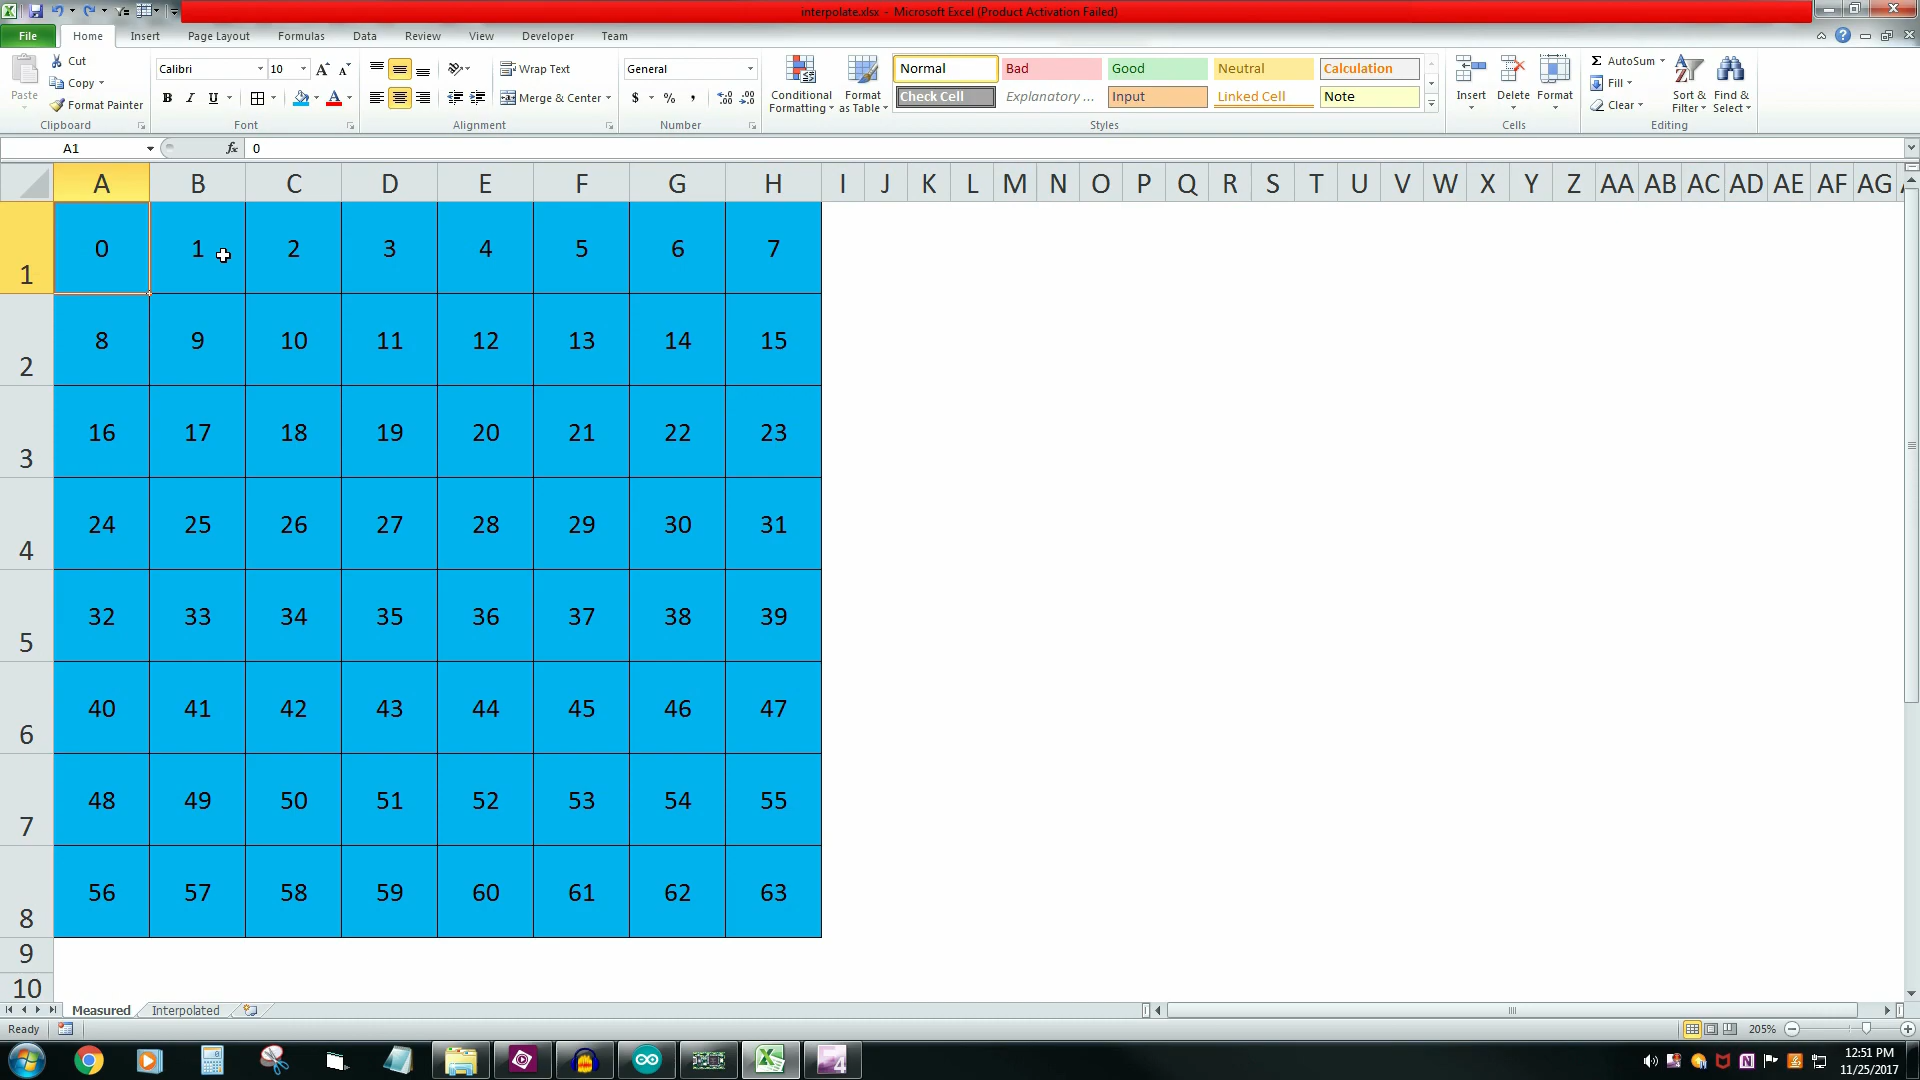 interpolate.xlsx - Microsoft Excel (Product Activation Failed)
File Home Insert Page Layout Formulas Data Review View Developer Team
Cut
Copy
Format Painter
Paste
Clipboard
Calibri 10
B I U
Font
Wrap Text
Merge & Center
Alignment
General
$ % ,
Number
Conditional Formatting
Format as Table
Normal Bad Good Neutral Calculation
Check Cell Explanatory ... Input Linked Cell Note
Styles
Insert Delete Format
Cells
Σ AutoSum
Fill
Clear
Sort & Filter
Find & Select
Editing
A1 fx 0
A B C D E F G H I J K L M N O P Q R S T U V W X Y Z AA AB AC AD AE AF AG
1 0 1 2 3 4 5 6 7
2 8 9 10 11 12 13 14 15
3 16 17 18 19 20 21 22 23
4 24 25 26 27 28 29 30 31
5 32 33 34 35 36 37 38 39
6 40 41 42 43 44 45 46 47
7 48 49 50 51 52 53 54 55
8 56 57 58 59 60 61 62 63
9
10
Measured Interpolated
Ready 205%
12:51 PM
11/25/2017